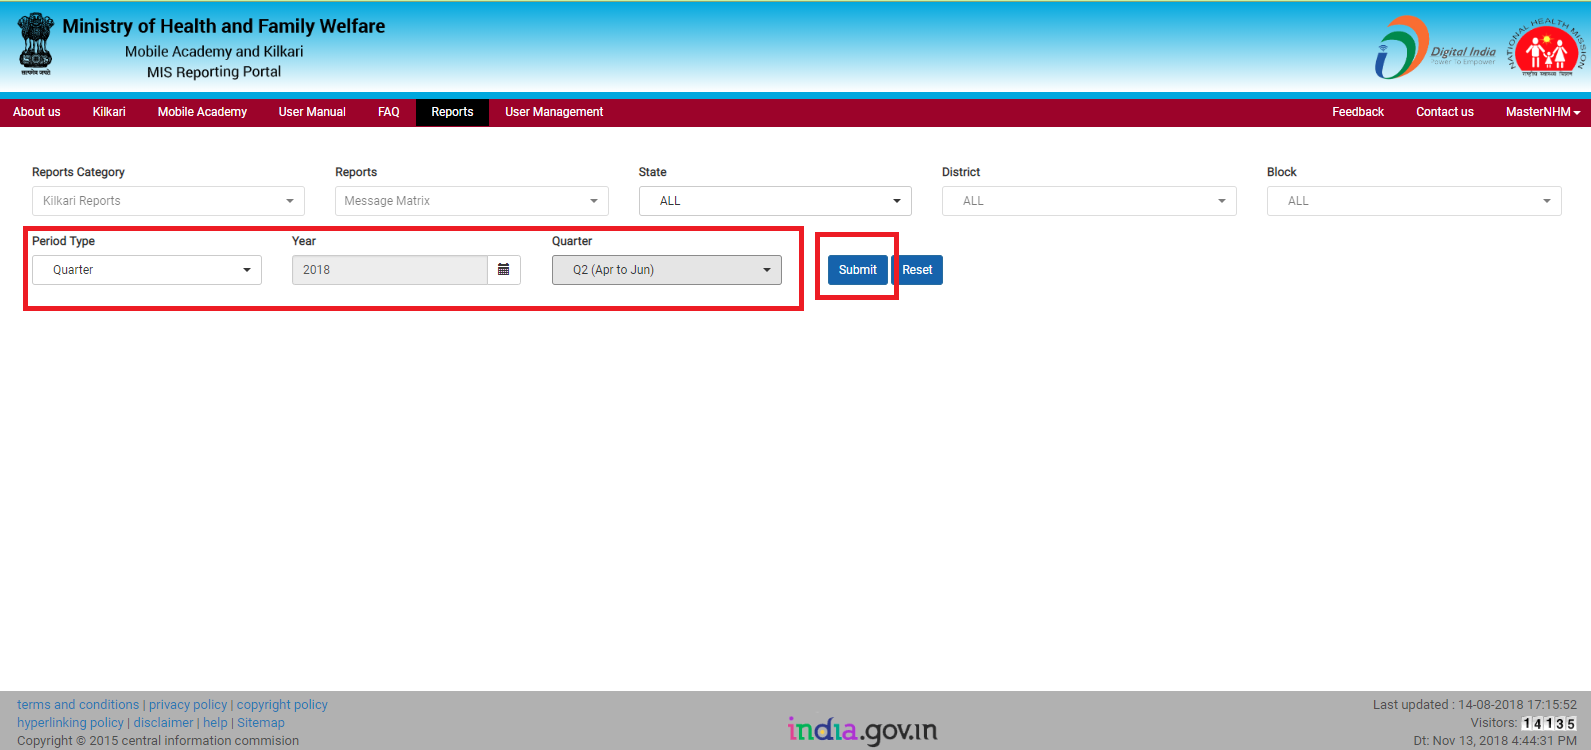 Ministry of Health and Family Welfare
Mobile Academy and Kilkari
MIS Reporting Portal
सत्यमेव जयते
Digital India
Power To Empower
NATIONAL HEALTH MISSION
राष्ट्रीय स्वास्थ्य मिशन
About us Kilkari Mobile Academy User Manual FAQ Reports User Management Feedback Contact us MasterNHM
Reports Category Reports State District Block
Kilkari Reports Message Matrix ALL ALL ALL
Period Type Year Quarter
Quarter 2018 Q2 (Apr to Jun) Submit Reset
terms and conditions | privacy policy | copyright policy
hyperlinking policy | disclaimer | help | Sitemap
Copyright © 2015 central information commision
india.gov.in
Last updated : 14-08-2018 17:15:52
Visitors: 14135
Dt: Nov 13, 2018 4:44:31 PM